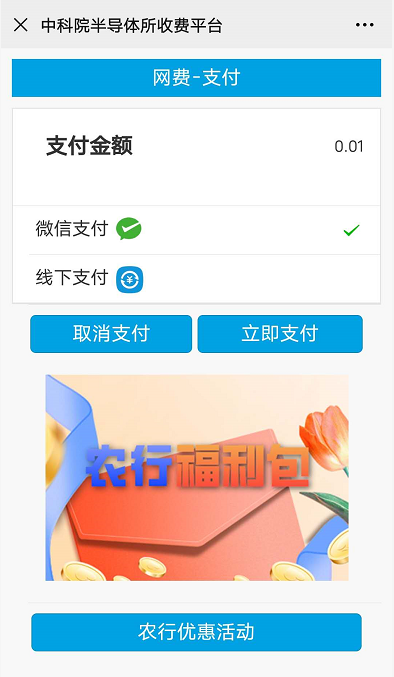 中科院半导体所收费平台
网费-支付
支付金额
0.01
微信支付
线下支付
取消支付
立即支付
农行福利包
农行优惠活动